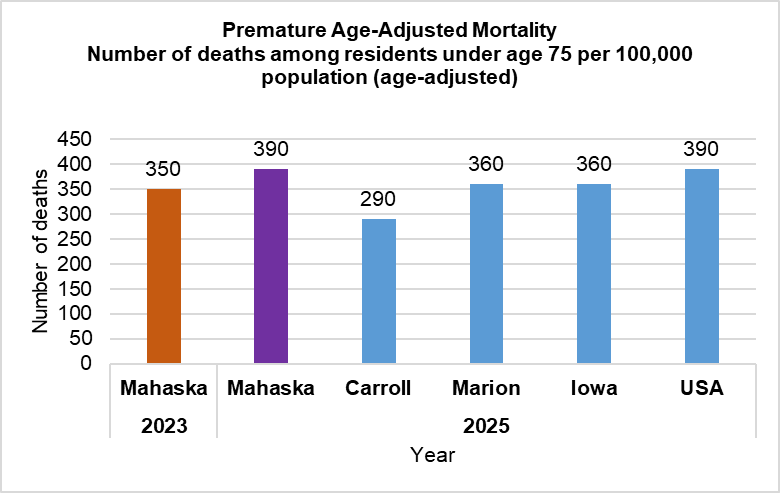 Premature Age-Adjusted Mortality
Number of deaths among residents under age 75 per 100,000
population (age-adjusted)
Number of deaths
450
400
350
300
250
200
150
100
50
0
350
390
290
360
360
390
Mahaska Mahaska Carroll Marion Iowa USA
2023 2025
Year